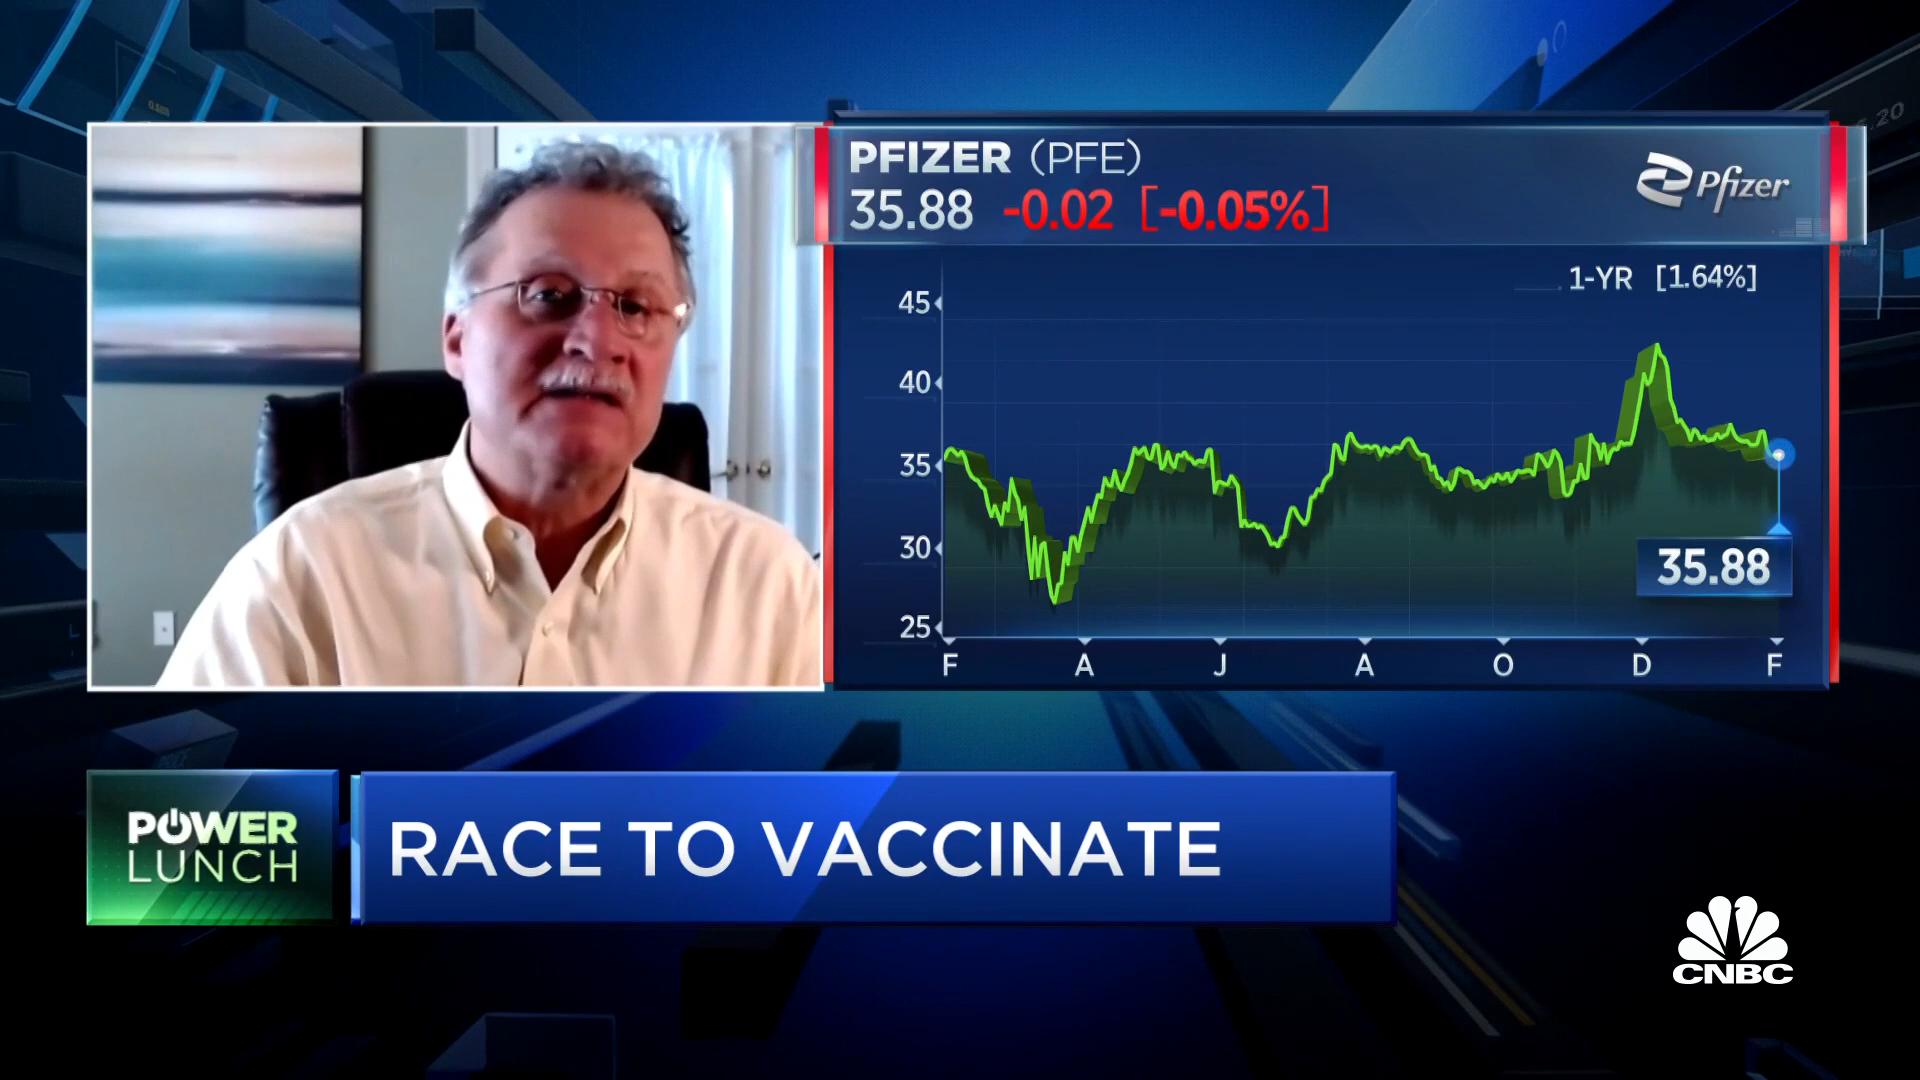 PFIZER (PFE)
35.88 -0.02 [-0.05%]
Pfizer
1-YR [1.64%]
45
40
35
30
25
35.88
F A J A O D F
POWER
LUNCH
RACE TO VACCINATE
CNBC